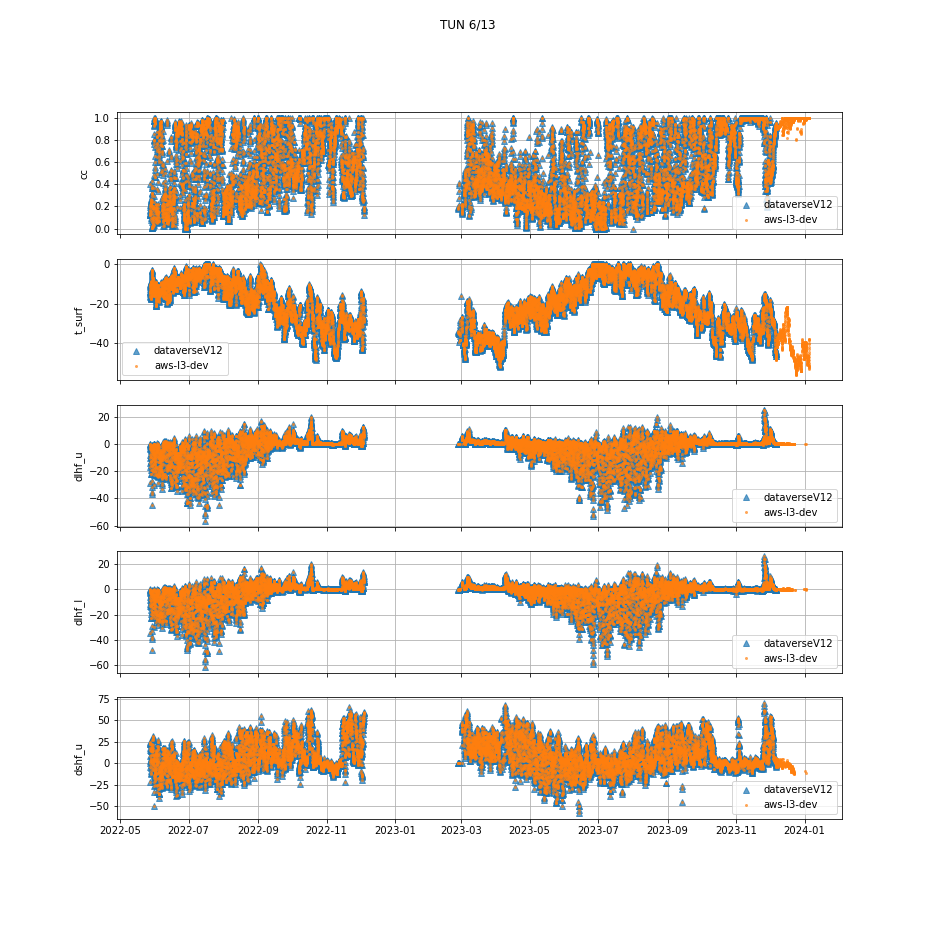 TUN 6/13
1.0
0.8
0.6
0.4
0.2
0.0
cc
dataverseV12
aws-l3-dev
0
−20
−40
t_surf
dataverseV12
aws-l3-dev
20
0
−20
−40
−60
dlhf_u
dataverseV12
aws-l3-dev
20
0
−20
−40
−60
dlhf_l
dataverseV12
aws-l3-dev
75
50
25
0
−25
−50
dshf_u
dataverseV12
aws-l3-dev
2022-05 2022-07 2022-09 2022-11 2023-01 2023-03 2023-05 2023-07 2023-09 2023-11 2024-01